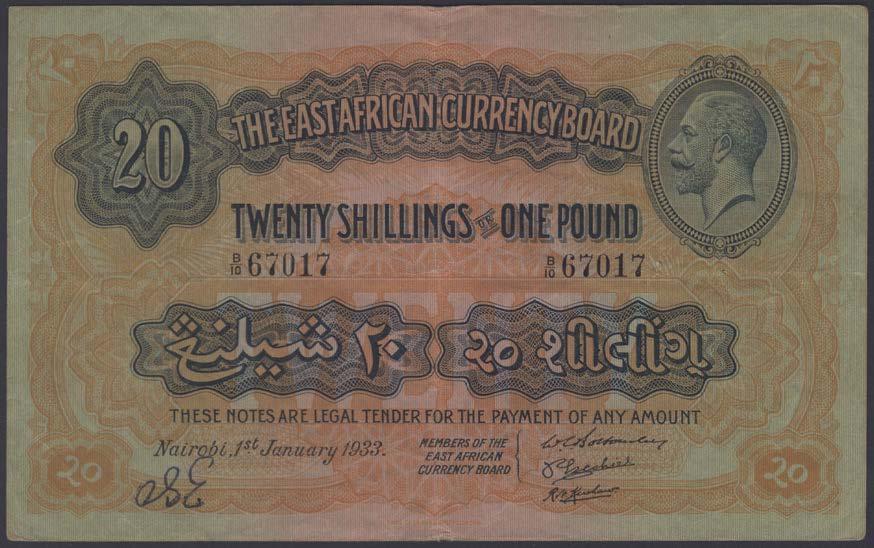 20
THE EAST AFRICAN CURRENCY BOARD
TWENTY SHILLINGS OR ONE POUND
B/10 67017 B/10 67017
٢٠ شيلنغ
૨૦ શીલીંગ
THESE NOTES ARE LEGAL TENDER FOR THE PAYMENT OF ANY AMOUNT
Nairobi, 1st January 1933.
MEMBERS OF THE
EAST AFRICAN
CURRENCY BOARD
20 20